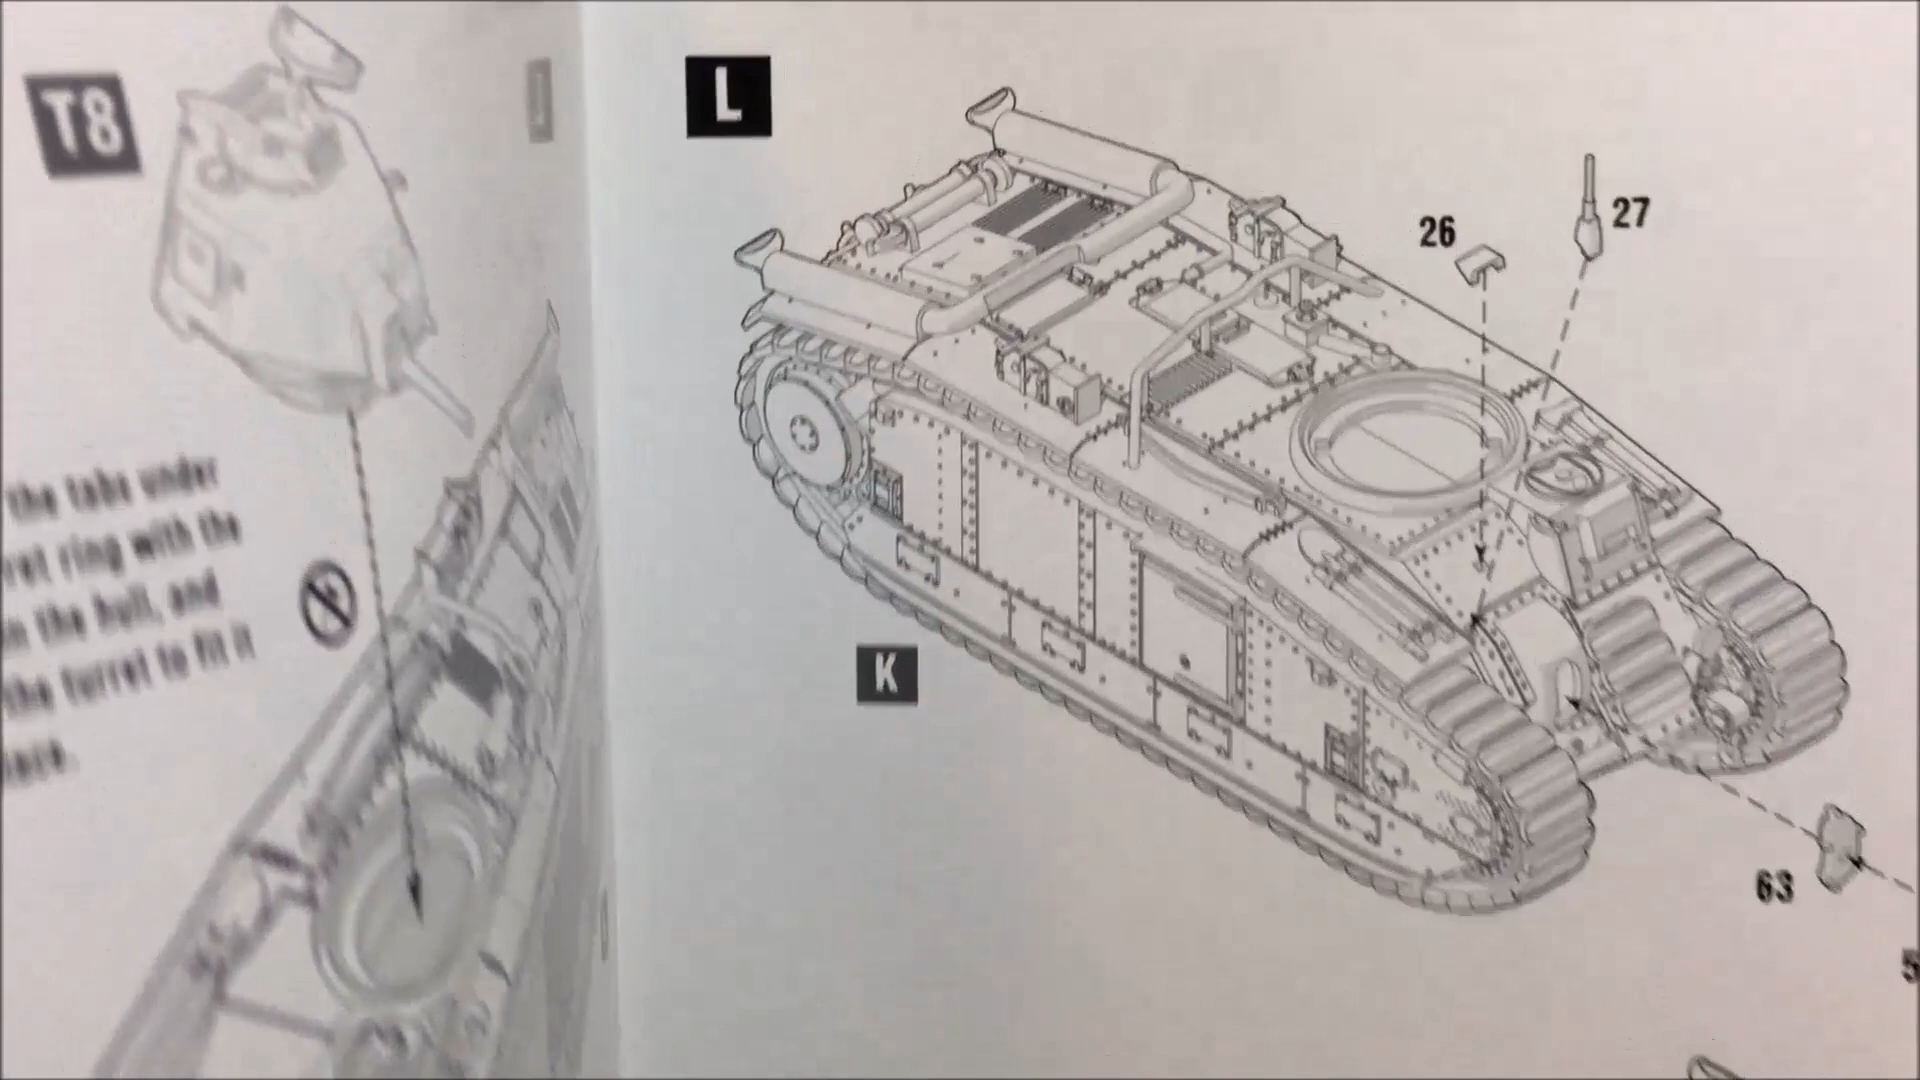 T8
the tabs under
ret ring with the
n the hull, and
the turret to fit it
L
26
27
K
63
5